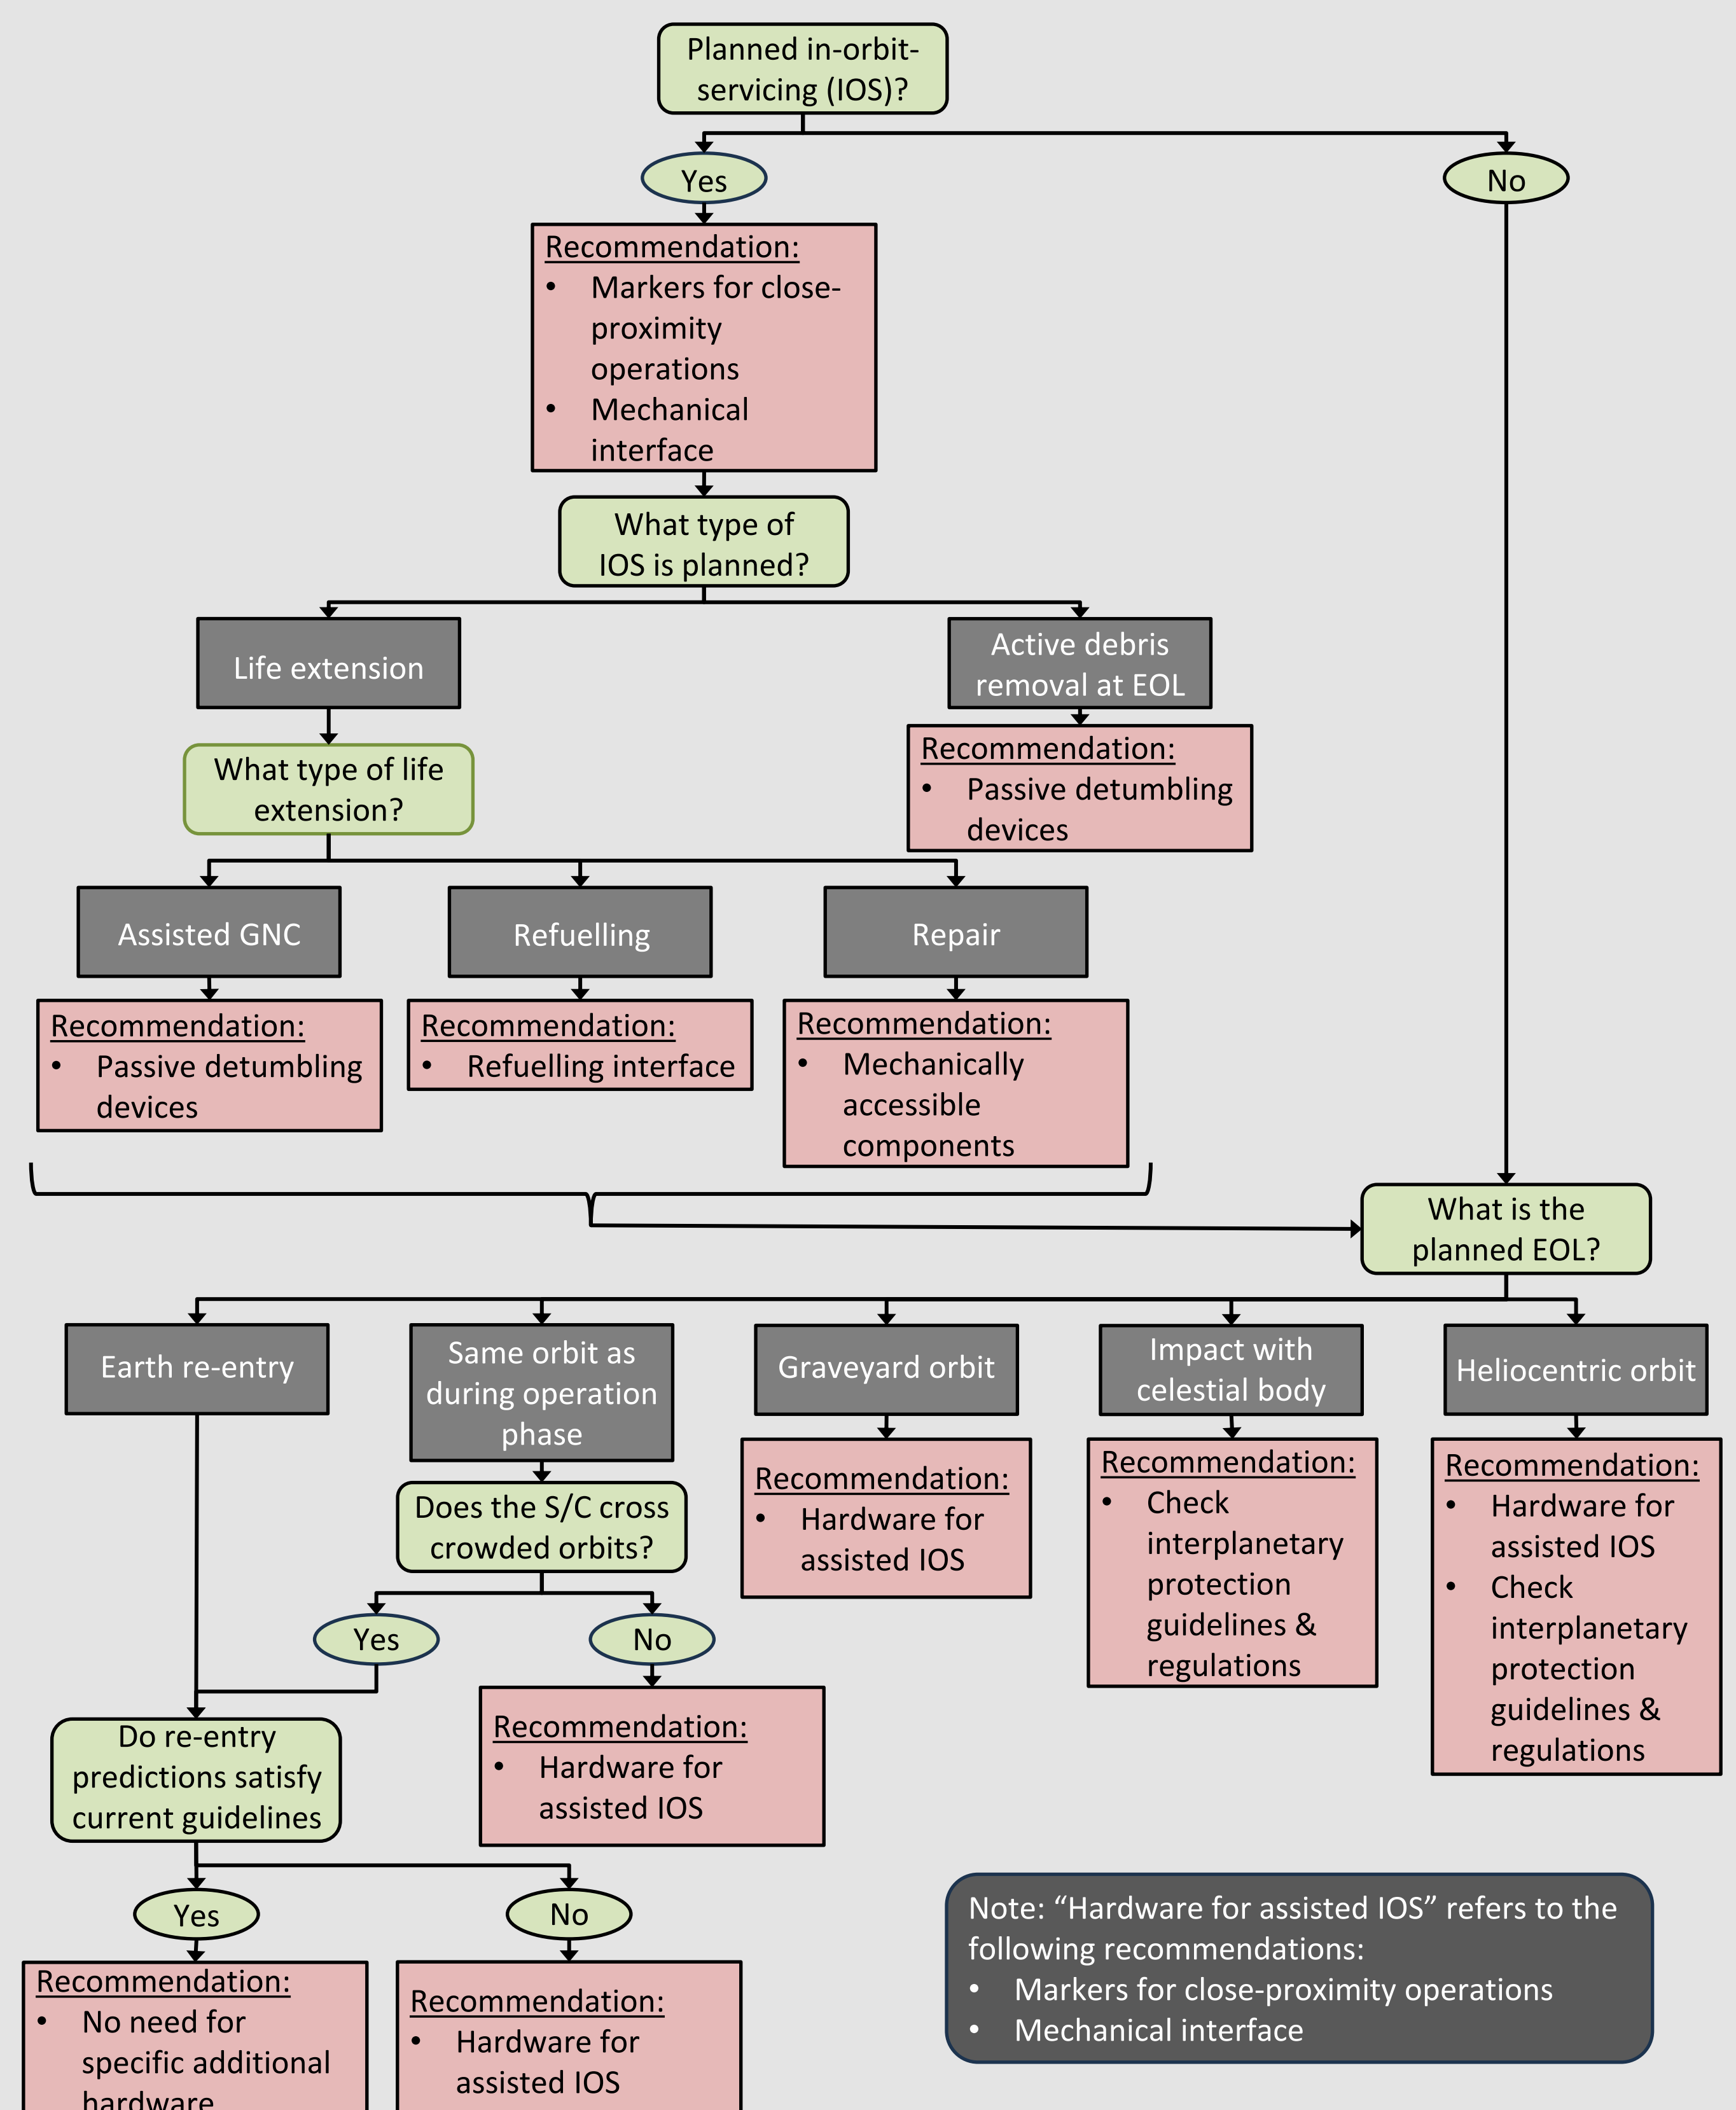 Planned in-orbit-
servicing (IOS)?
Yes
No
Recommendation:
• Markers for close-
proximity
operations
• Mechanical
interface
What type of
IOS is planned?
Life extension
Active debris
removal at EOL
Recommendation:
• Passive detumbling
devices
What type of life
extension?
Assisted GNC
Refuelling
Repair
Recommendation:
• Passive detumbling
devices
Recommendation:
• Refuelling interface
Recommendation:
• Mechanically
accessible
components
What is the
planned EOL?
Earth re-entry
Same orbit as
during operation
phase
Graveyard orbit
Impact with
celestial body
Heliocentric orbit
Recommendation:
• Hardware for
assisted IOS
Recommendation:
• Check
interplanetary
protection
guidelines &
regulations
Recommendation:
• Hardware for
assisted IOS
• Check
interplanetary
protection
guidelines &
regulations
Does the S/C cross
crowded orbits?
Yes
No
Recommendation:
• Hardware for
assisted IOS
Do re-entry
predictions satisfy
current guidelines
Yes
No
Recommendation:
• No need for
specific additional
hardware
Recommendation:
• Hardware for
assisted IOS
Note: “Hardware for assisted IOS” refers to the
following recommendations:
• Markers for close-proximity operations
• Mechanical interface